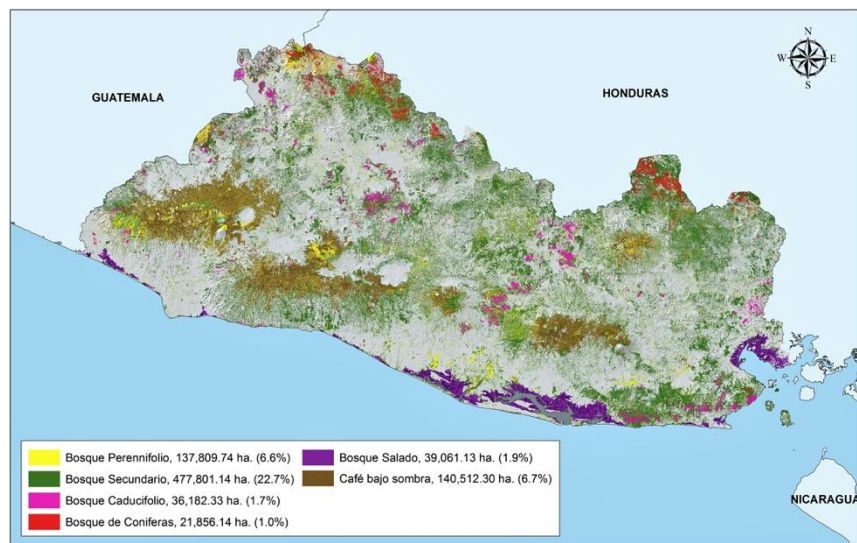 N
W E
S
GUATEMALA
HONDURAS
NICARAGUA
Bosque Perennifolio, 137,809.74 ha. (6.6%)
Bosque Secundario, 477,801.14 ha. (22.7%)
Bosque Caducifolio, 36,182.33 ha. (1.7%)
Bosque de Coniferas, 21,856.14 ha. (1.0%)
Bosque Salado, 39,061.13 ha. (1.9%)
Café bajo sombra, 140,512.30 ha. (6.7%)